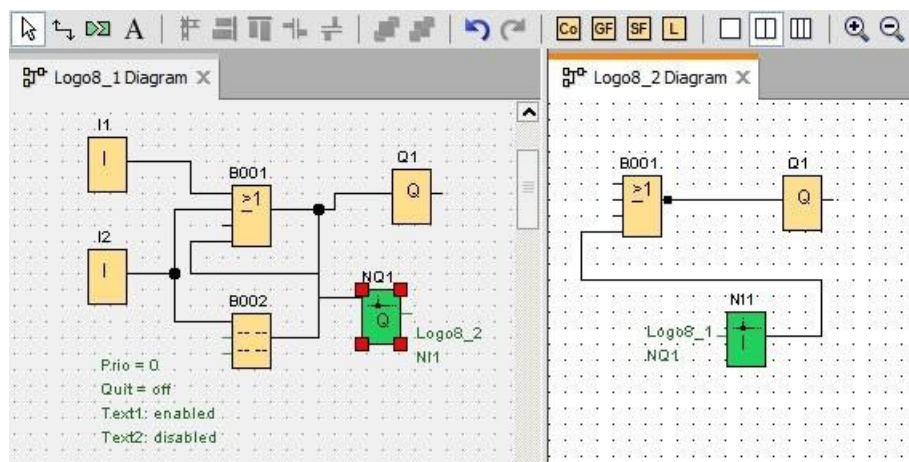 A
Co GF SF L
Logo8_1 Diagram
Logo8_2 Diagram
I1
I
B001
≥1
Q1
Q
I2
I
B002
NQ1
Q
Logo8_2
NI1
Prio = 0
Quit = off
Text1: enabled
Text2: disabled
B001
≥1
Q1
Q
NI1
I
Logo8_1
NQ1